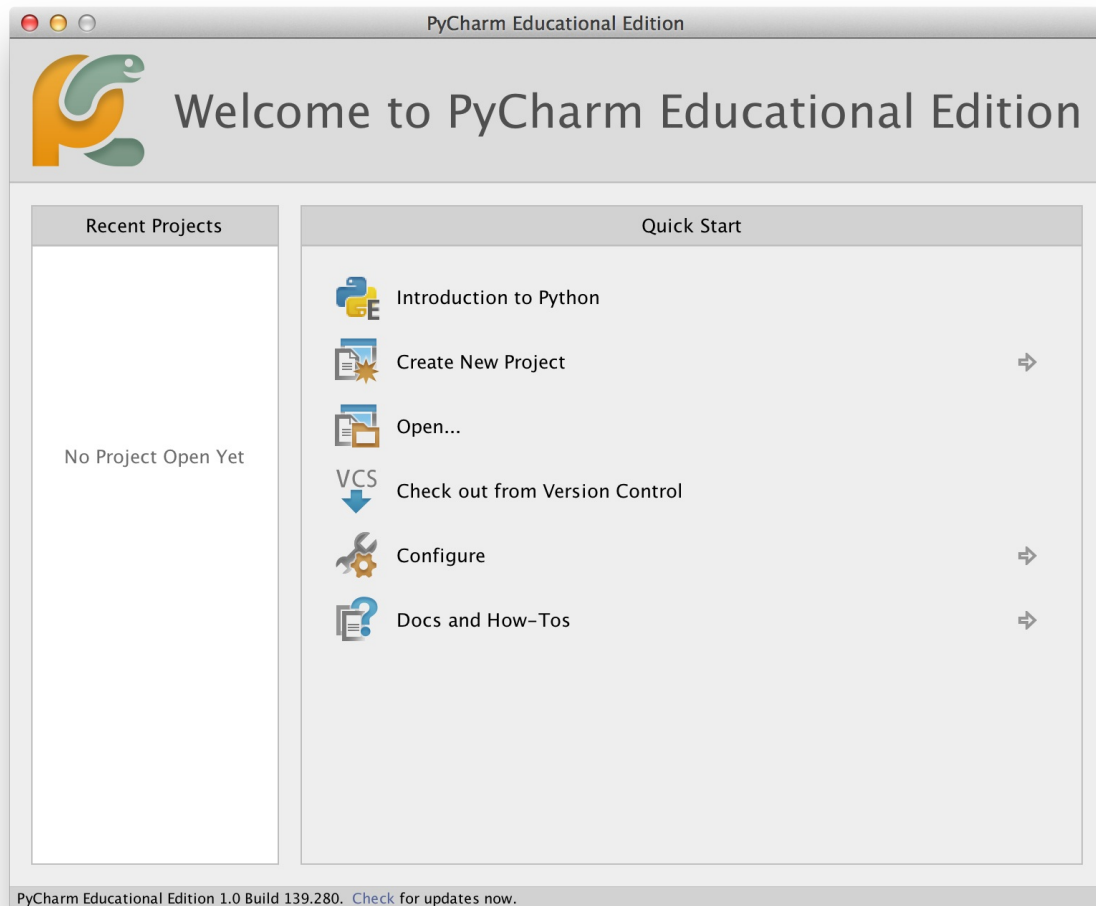 PyCharm Educational Edition
Welcome to PyCharm Educational Edition
Recent Projects
No Project Open Yet
Quick Start
E
Introduction to Python
Create New Project
Open...
VCS
Check out from Version Control
Configure
?
Docs and How-Tos
PyCharm Educational Edition 1.0 Build 139.280. Check for updates now.